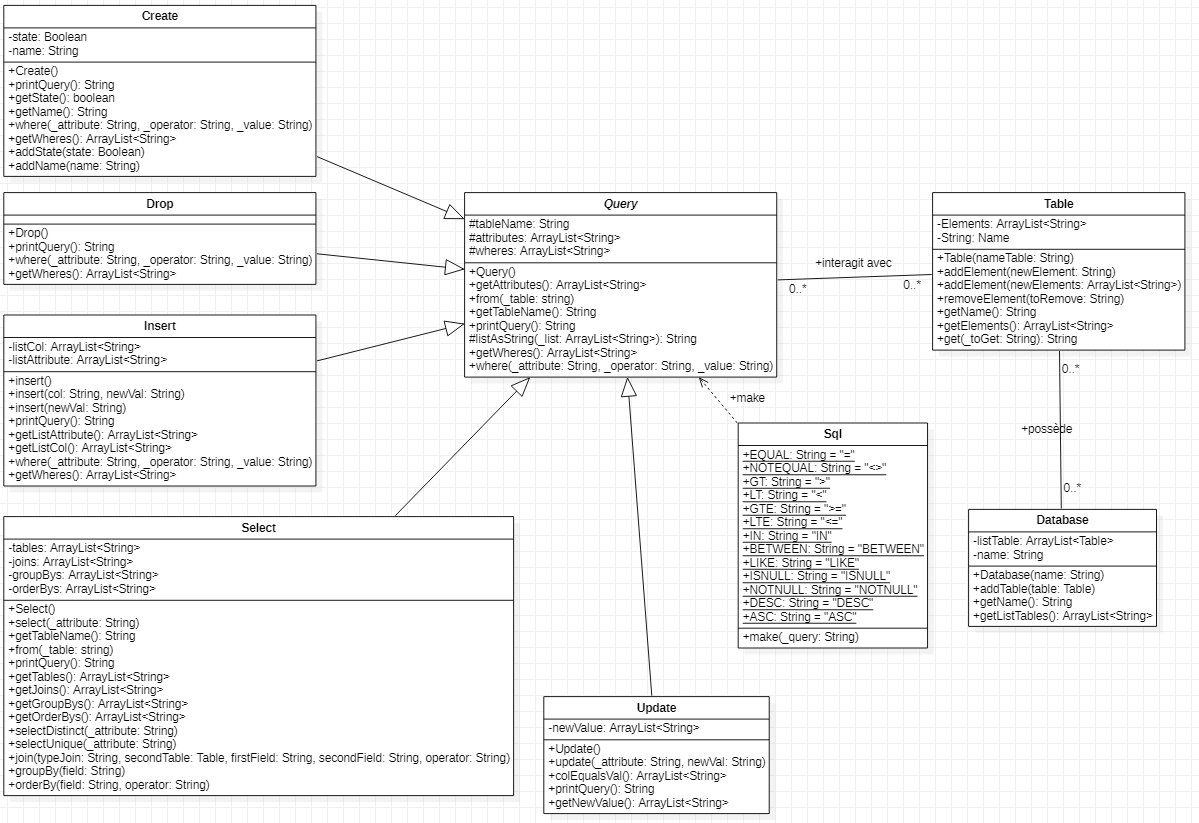 Create
-state: Boolean
-name: String
+Create()
+printQuery(): String
+getState(): boolean
+getName(): String
+where(_attribute: String, _operator: String, _value: String)
+getWheres(): ArrayList<String>
+addState(state: Boolean)
+addName(name: String)
Drop
+Drop()
+printQuery(): String
+where(_attribute: String, _operator: String, _value: String)
+getWheres(): ArrayList<String>
Insert
-listCol: ArrayList<String>
-listAttribute: ArrayList<String>
+insert()
+insert(col: String, newVal: String)
+insert(newVal: String)
+printQuery(): String
+getListAttribute(): ArrayList<String>
+getListCol(): ArrayList<String>
+where(_attribute: String, _operator: String, _value: String)
+getWheres(): ArrayList<String>
Select
-tables: ArrayList<String>
-joins: ArrayList<String>
-groupBys: ArrayList<String>
-orderBys: ArrayList<String>
+Select()
+select(_attribute: String)
+getTableName(): String
+from(_table: string)
+printQuery(): String
+getTables(): ArrayList<String>
+getJoins(): ArrayList<String>
+getGroupBys(): ArrayList<String>
+getOrderBys(): ArrayList<String>
+selectDistinct(_attribute: String)
+selectUnique(_attribute: String)
+join(typeJoin: String, secondTable: Table, firstField: String, secondField: String, operator: String)
+groupBy(field: String)
+orderBy(field: String, operator: String)
Query
#tableName: String
#attributes: ArrayList<String>
#wheres: ArrayList<String>
+Query()
+getAttributes(): ArrayList<String>
+from(_table: string)
+getTableName(): String
+printQuery(): String
#listAsString(_list: ArrayList<String>): String
+getWheres(): ArrayList<String>
+where(_attribute: String, _operator: String, _value: String)
+interagit avec
0..*
0..*
+make
Table
-Elements: ArrayList<String>
-String: Name
+Table(nameTable: String)
+addElement(newElement: String)
+addElement(newElements: ArrayList<String>)
+removeElement(toRemove: String)
+getName(): String
+getElements(): ArrayList<String>
+get(_toGet: String): String
0..*
+possède
0..*
Sql
+EQUAL: String = "="
+NOTEQUAL: String = "<>"
+GT: String = ">"
+LT: String = "<"
+GTE: String = ">="
+LTE: String = "<="
+IN: String = "IN"
+BETWEEN: String = "BETWEEN"
+LIKE: String = "LIKE"
+ISNULL: String = "ISNULL"
+NOTNULL: String = "NOTNULL"
+DESC: String = "DESC"
+ASC: String = "ASC"
+make(_query: String)
Database
-listTable: ArrayList<Table>
-name: String
+Database(name: String)
+addTable(table: Table)
+getName(): String
+getListTables(): ArrayList<String>
Update
-newValue: ArrayList<String>
+Update()
+update(_attribute: String, newVal: String)
+colEqualsVal(): ArrayList<String>
+printQuery(): String
+getNewValue(): ArrayList<String>